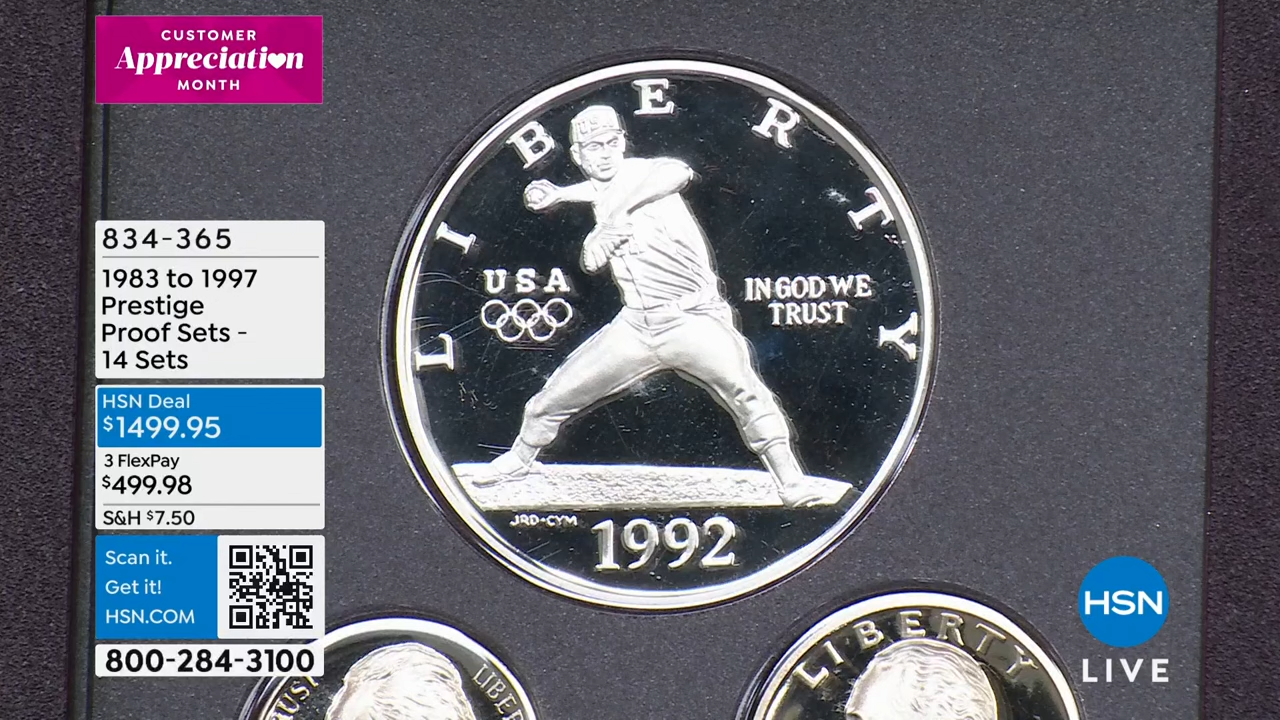 CUSTOMER
Appreciation
MONTH
834-365
1983 to 1997
Prestige
Proof Sets -
14 Sets
HSN Deal
$1499.95
3 FlexPay
$499.98
S&H $7.50
Scan it.
Get it!
HSN.COM
800-284-3100
LIBERTY
USA
USA
IN GOD WE
TRUST
JRD•CYM
1992
LIBERTY
HSN
LIVE